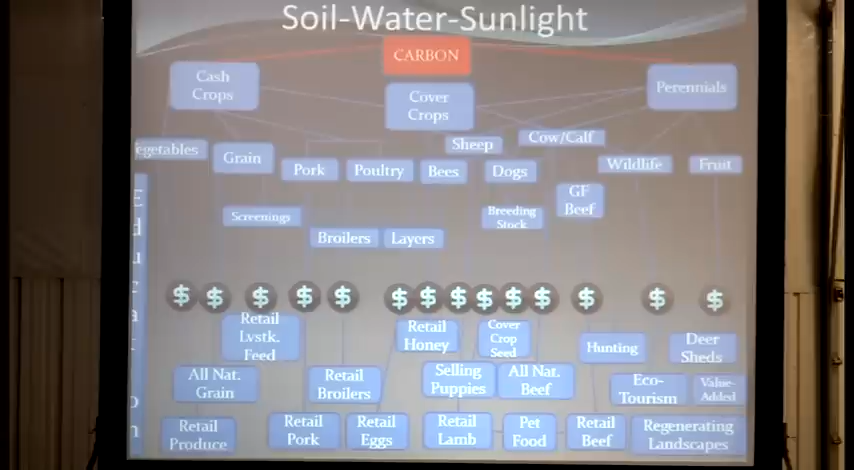 Soil-Water-Sunlight
CARBON
Cash
Crops
Cover
Crops
Perennials
egetables
Grain
Pork
Poultry
Bees
Sheep
Dogs
Cow/Calf
Wildlife
Fruit
GF
Beef
Screenings
Breeding
Stock
Broilers
Layers
E
d
u
c
a
t
o
n
$ $ $ $ $ $ $ $ $ $ $ $ $ $
Retail
Lvstk.
Feed
Retail
Honey
Cover
Crop
Seed
Hunting
Deer
Sheds
All Nat.
Grain
Retail
Broilers
Selling
Puppies
All Nat.
Beef
Eco-
Tourism
Value-
Added
Retail
Produce
Retail
Pork
Retail
Eggs
Retail
Lamb
Pet
Food
Retail
Beef
Regenerating
Landscapes